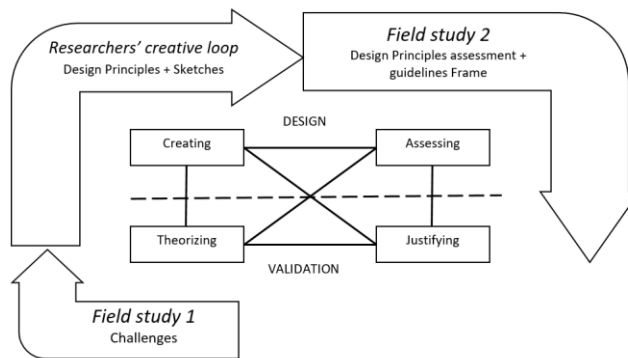 Researchers' creative loop
Design Principles + Sketches
Field study 2
Design Principles assessment +
guidelines Frame
DESIGN
Creating
Assessing
Theorizing
Justifying
VALIDATION
Field study 1
Challenges